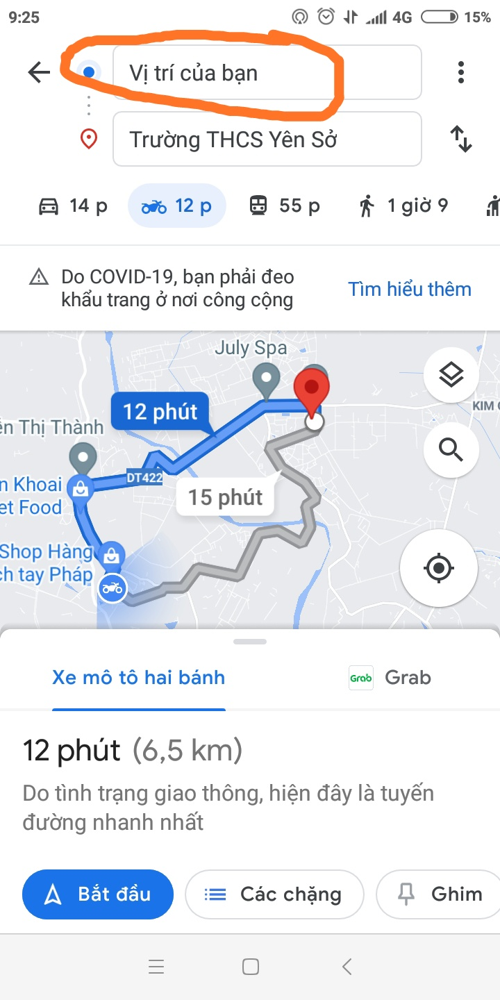 9:25
4G
15%
Vị trí của bạn
Trường THCS Yên Sở
14 p
12 p
55 p
1 giờ 9
Do COVID-19, bạn phải đeo
khẩu trang ở nơi công cộng
Tìm hiểu thêm
July Spa
KIM
12 phút
Thị Thành
DT422
Khoai
Food
15 phút
Shop Hàng
tay Pháp
Xe mô tô hai bánh
Grab
Grab
12 phút (6,5 km)
Do tình trạng giao thông, hiện đây là tuyến
đường nhanh nhất
Bắt đầu
Các chặng
Ghim